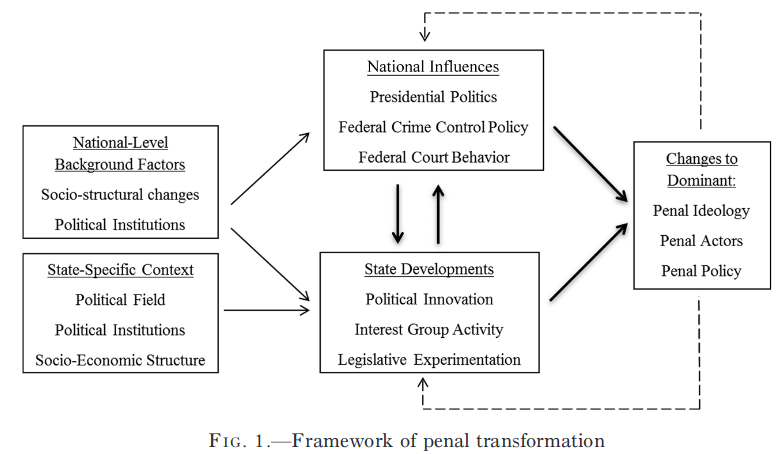 National-Level
Background Factors
Socio-structural changes
Political Institutions
State-Specific Context
Political Field
Political Institutions
Socio-Economic Structure
National Influences
Presidential Politics
Federal Crime Control Policy
Federal Court Behavior
State Developments
Political Innovation
Interest Group Activity
Legislative Experimentation
Changes to
Dominant:
Penal Ideology
Penal Actors
Penal Policy
FIG. 1.—Framework of penal transformation